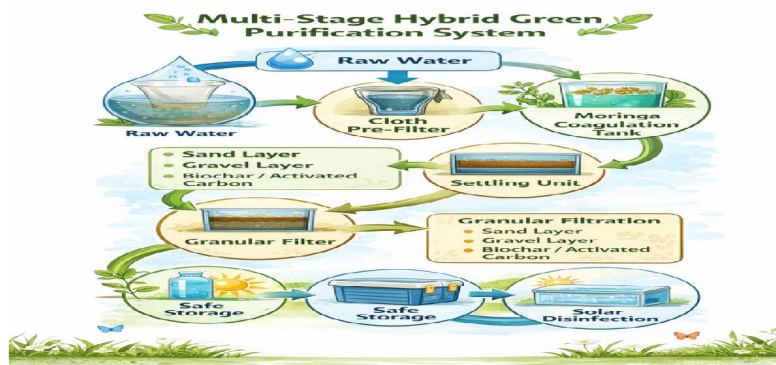 Multi-Stage Hybrid Green
Purification System
Raw Water
Raw Water
Cloth
Pre-Filter
Moringa
Coagulation
Tank
• Sand Layer
• Gravel Layer
• Biochar / Activated
Carbon
Settling Unit
Granular Filter
Granular Filtration
• Sand Layer
• Gravel Layer
• Biochar / Activated
Carbon
Safe
Storage
Safe
Storage
Solar
Disinfection